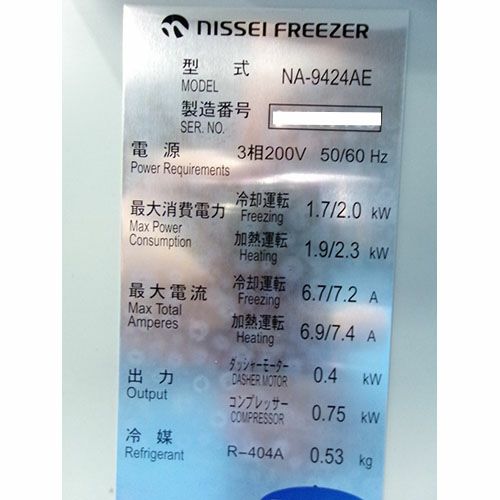 NISSEI FREEZER
型式 NA-9424AE
MODEL
製造番号
SER. NO.
電源 3相200V 50/60 Hz
Power Requirements
最大消費電力 冷却運転 1.7/2.0 kW
Max Power Freezing
Consumption 加熱運転 1.9/2.3 kW
Heating
最大電流 冷却運転 6.7/7.2 A
Max Total Freezing
Amperes 加熱運転 6.9/7.4 A
Heating
出力 ダッシャーモーター 0.4 kW
Output DASHER MOTOR
コンプレッサー 0.75 kW
COMPRESSOR
冷媒 R-404A 0.53 kg
Refrigerant